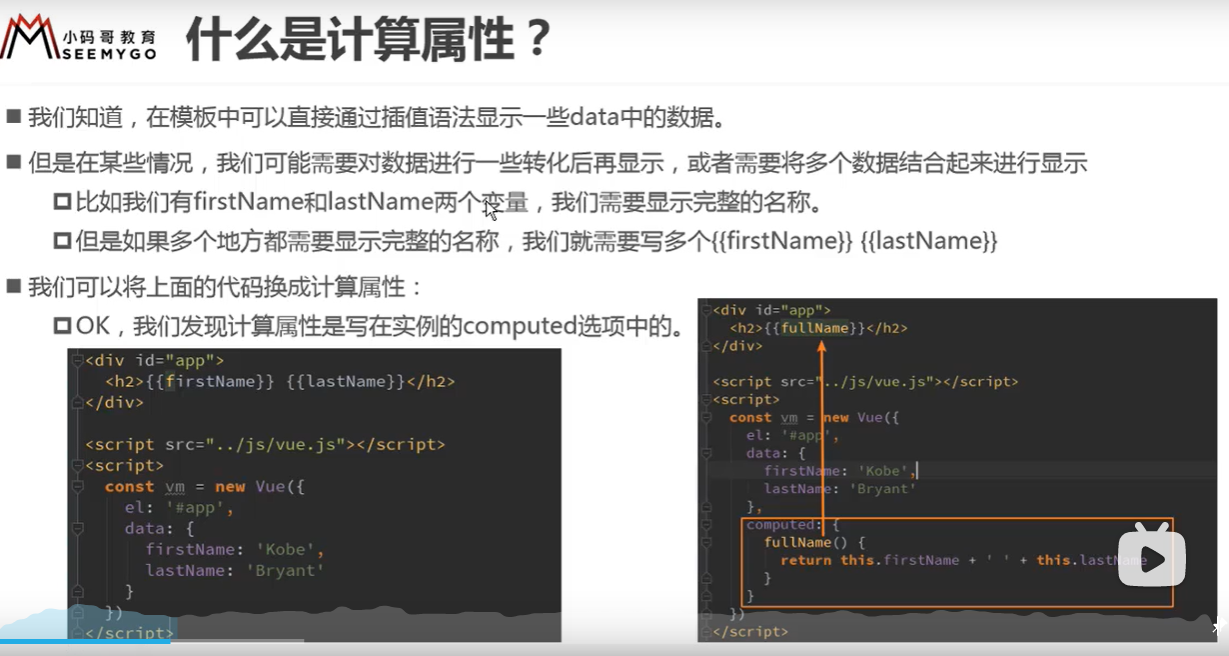 小码哥教育
SEEMYGO
什么是计算属性？
我们知道，在模板中可以直接通过插值语法显示一些data中的数据。
但是在某些情况，我们可能需要对数据进行一些转化后再显示，或者需要将多个数据结合起来进行显示
比如我们有firstName和lastName两个变量，我们需要显示完整的名称。
但是如果多个地方都需要显示完整的名称，我们就需要写多个{{firstName}} {{lastName}}
我们可以将上面的代码换成计算属性：
OK，我们发现计算属性是写在实例的computed选项中的。
<div id="app">
<h2>{{firstName}} {{lastName}}</h2>
</div>
<script src="../js/vue.js"></script>
<script>
const vm = new Vue({
el: '#app',
data: {
firstName: 'Kobe',
lastName: 'Bryant'
}
})
</script>
<div id="app">
<h2>{{fullName}}</h2>
</div>
<script src="../js/vue.js"></script>
<script>
const vm = new Vue({
el: '#app',
data: {
firstName: 'Kobe',
lastName: 'Bryant'
},
computed: {
fullName() {
return this.firstName + ' ' + this.lastName
}
}
})
</script>